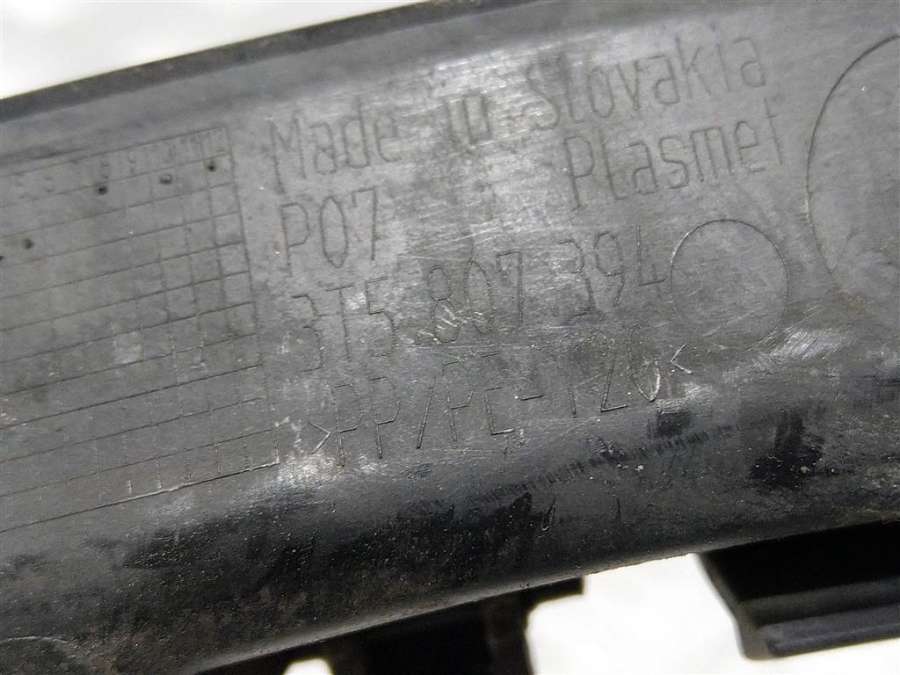 Made in Slovakia
P07 Plasmet
3T5 807 394
>PP/PE-T20<